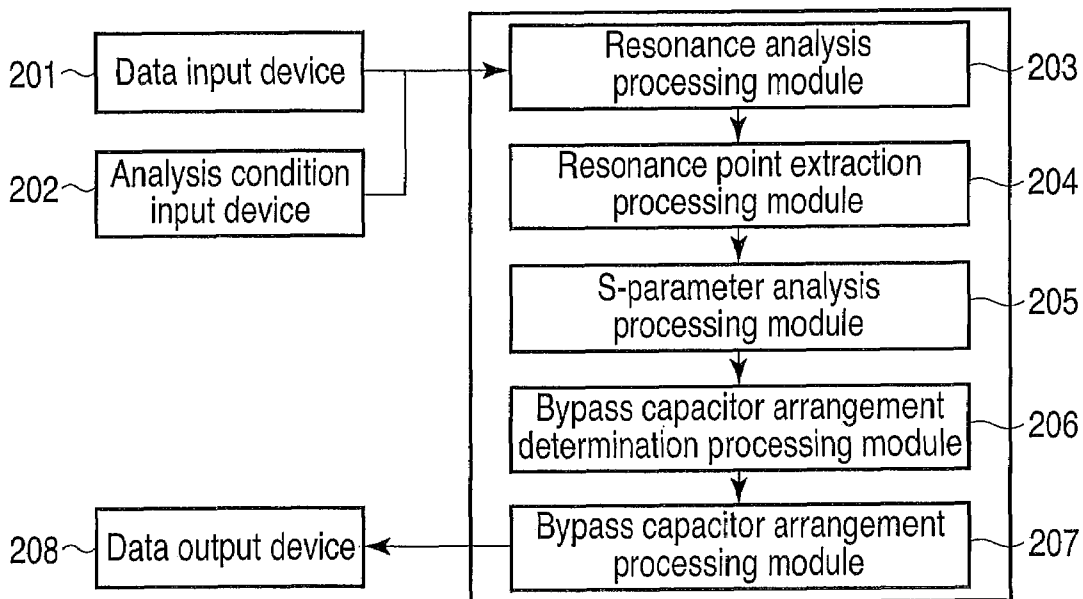 201
Data input device
202
Analysis condition
input device
Resonance analysis
processing module
203
Resonance point extraction
processing module
204
S-parameter analysis
processing module
205
Bypass capacitor arrangement
determination processing module
206
Bypass capacitor arrangement
processing module
207
208
Data output device